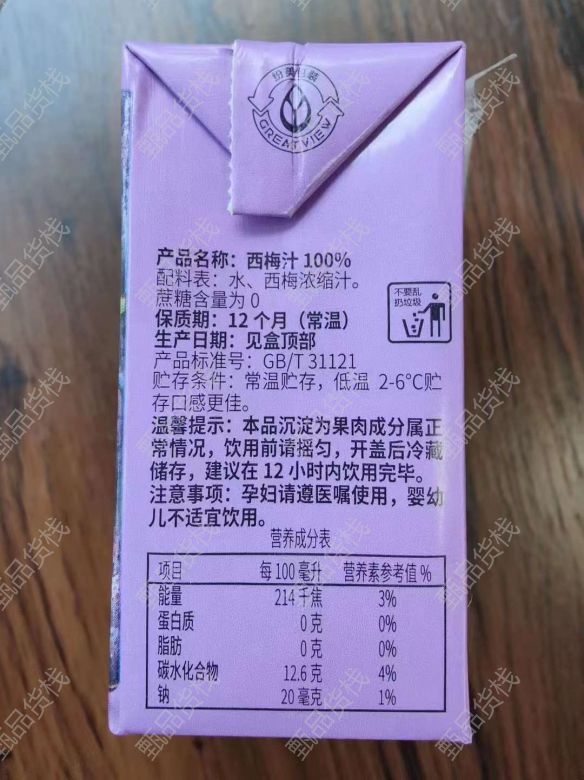 纷美包装
GREATVIEW
产品名称：西梅汁 100%
配料表：水、西梅浓缩汁。
蔗糖含量为 0
保质期：12 个月（常温）
生产日期：见盒顶部
产品标准号：GB/T 31121
贮存条件：常温贮存，低温 2-6℃贮
存口感更佳。
温馨提示：本品沉淀为果肉成分属正
常情况，饮用前请摇匀，开盖后冷藏
储存，建议在 12 小时内饮用完毕。
注意事项：孕妇请遵医嘱使用，婴幼
儿不适宜饮用。
不要乱
扔垃圾
营养成分表
项目 每 100 毫升 营养素参考值 %
能量 214 千焦 3%
蛋白质 0 克 0%
脂肪 0 克 0%
碳水化合物 12.6 克 4%
钠 20 毫克 1%
甄品货栈